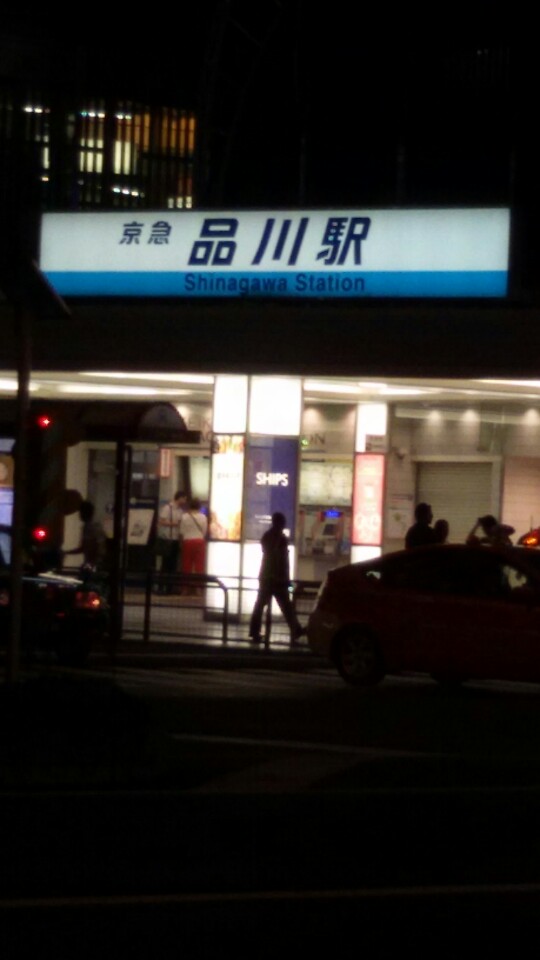 京急 品川駅
Shinagawa Station
SHIPS